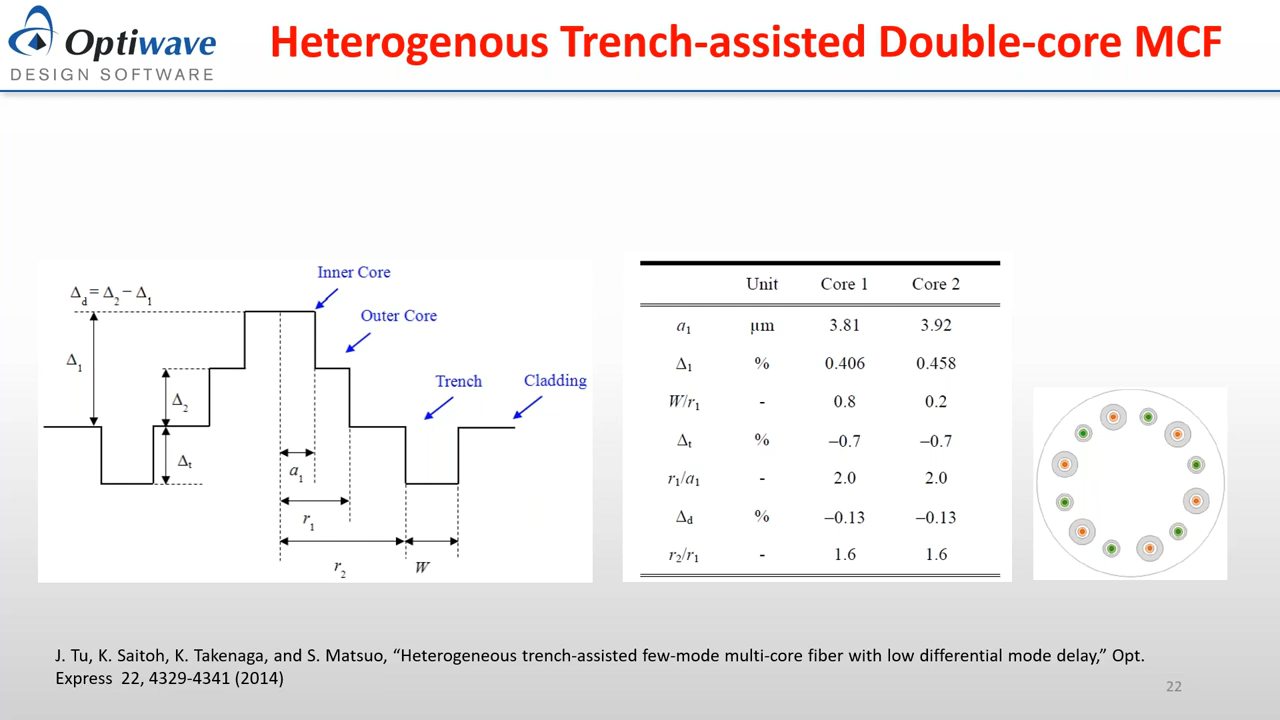 Optiwave
DESIGN SOFTWARE
Heterogenous Trench-assisted Double-core MCF
Δd = Δ2 − Δ1
Inner Core
Outer Core
Trench
Cladding
Δ1
Δ2
Δt
a1
r1
r2
W
Unit Core 1 Core 2
a1 μm 3.81 3.92
Δ1 % 0.406 0.458
W/r1 - 0.8 0.2
Δt % −0.7 −0.7
r1/a1 - 2.0 2.0
Δd % −0.13 −0.13
r2/r1 - 1.6 1.6
J. Tu, K. Saitoh, K. Takenaga, and S. Matsuo, “Heterogeneous trench-assisted few-mode multi-core fiber with low differential mode delay,” Opt.
Express 22, 4329-4341 (2014)
22